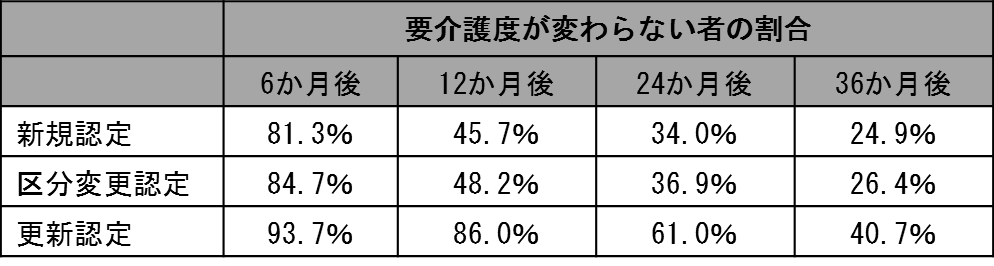 要介護度が変わらない者の割合
6か月後 12か月後 24か月後 36か月後
新規認定 81.3% 45.7% 34.0% 24.9%
区分変更認定 84.7% 48.2% 36.9% 26.4%
更新認定 93.7% 86.0% 61.0% 40.7%